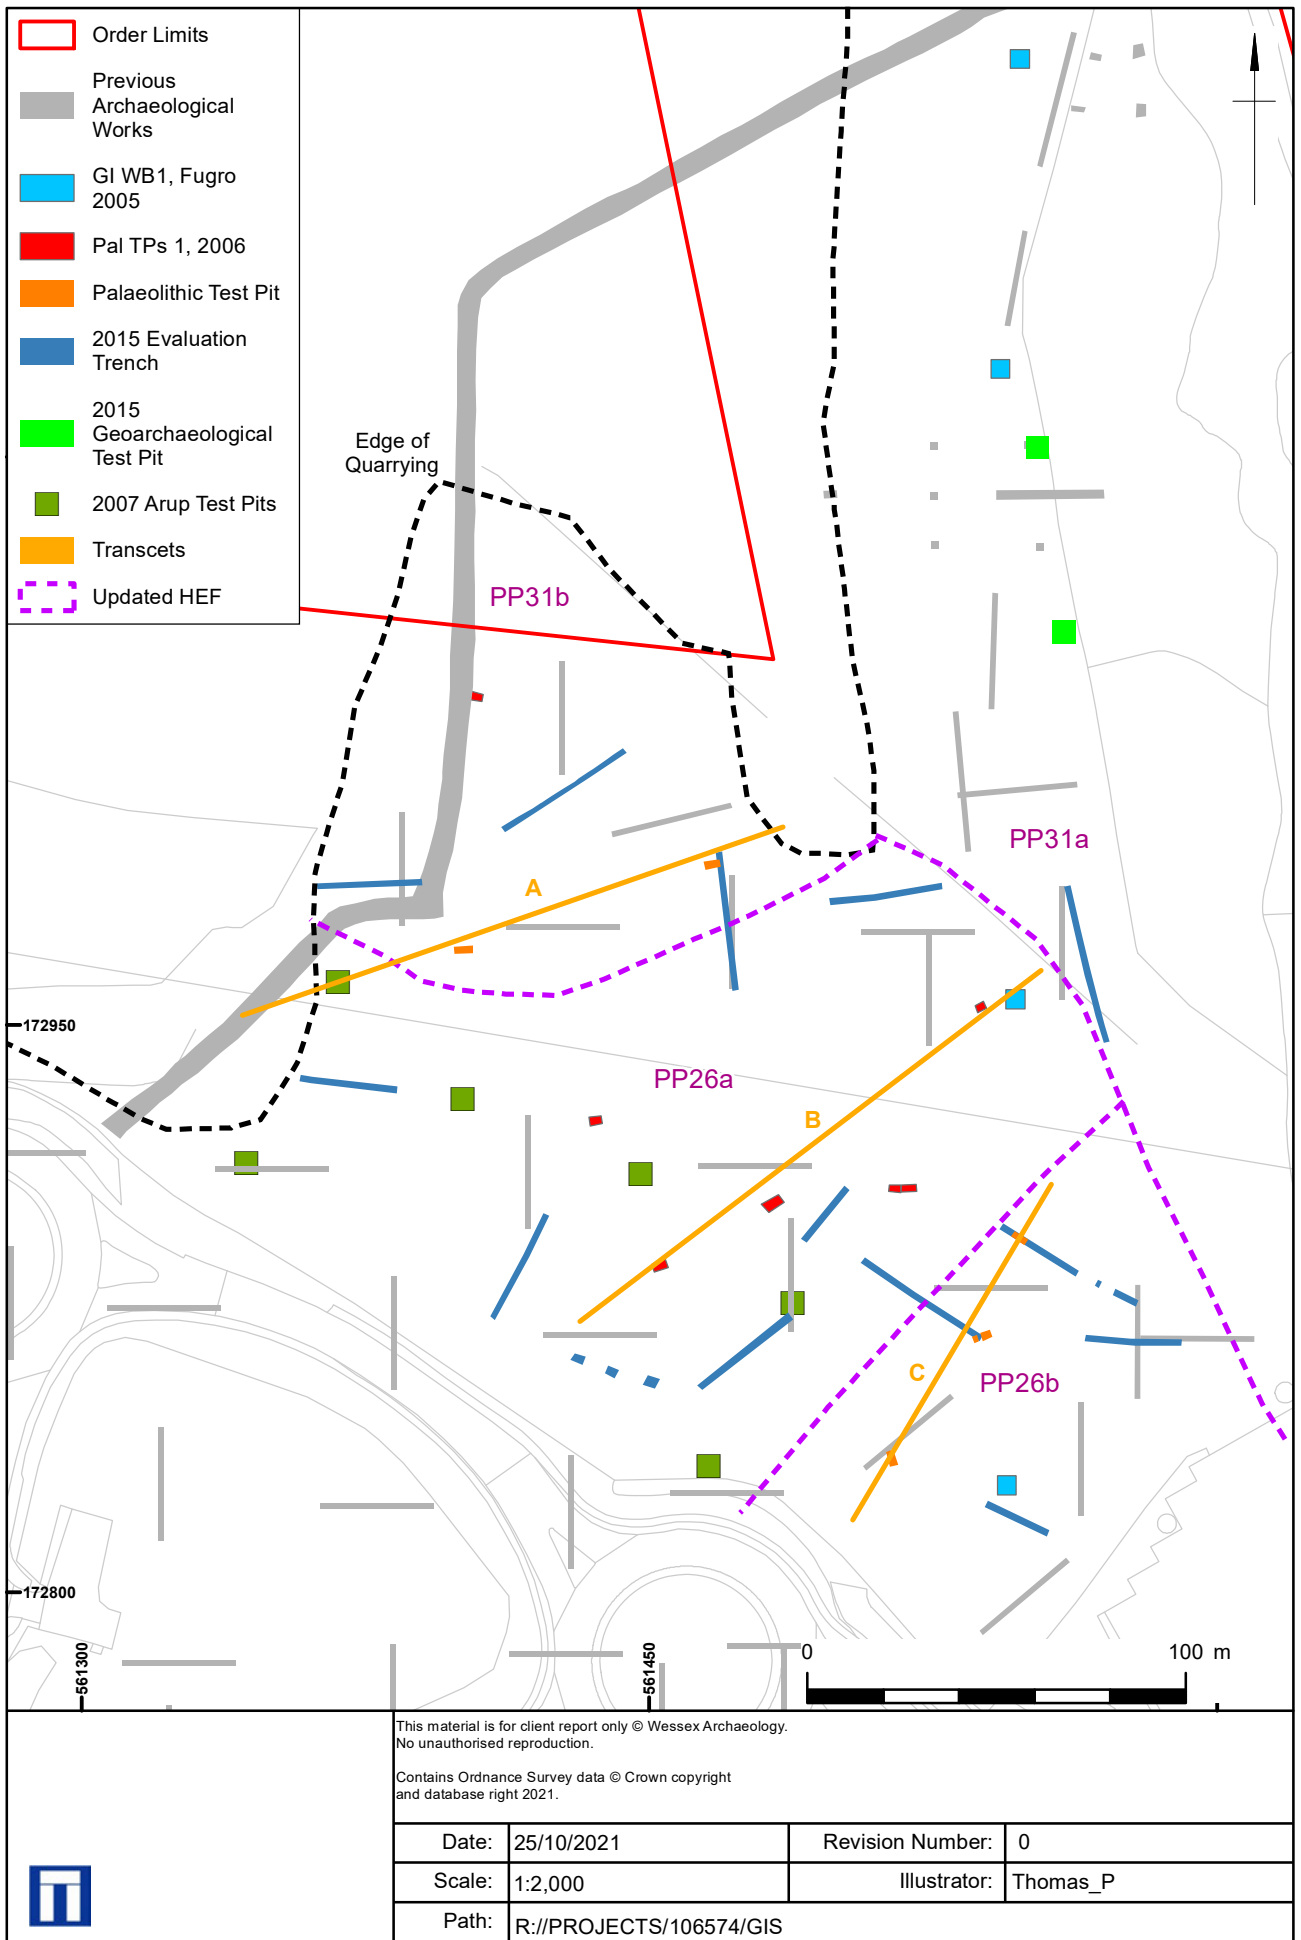 Order Limits
Previous
Archaeological
Works
GI WB1, Fugro
2005
Pal TPs 1, 2006
Palaeolithic Test Pit
2015 Evaluation
Trench
2015
Geoarchaeological
Test Pit
2007 Arup Test Pits
Transcets
Updated HEF
Edge of
Quarrying
PP31b
PP31a
A
172950
PP26a
B
C
PP26b
172800
561300
561450
0
100 m
This material is for client report only © Wessex Archaeology.
No unauthorised reproduction.
Contains Ordnance Survey data © Crown copyright
and database right 2021.
Date: 25/10/2021 Revision Number: 0
Scale: 1:2,000 Illustrator: Thomas_P
Path: R://PROJECTS/106574/GIS